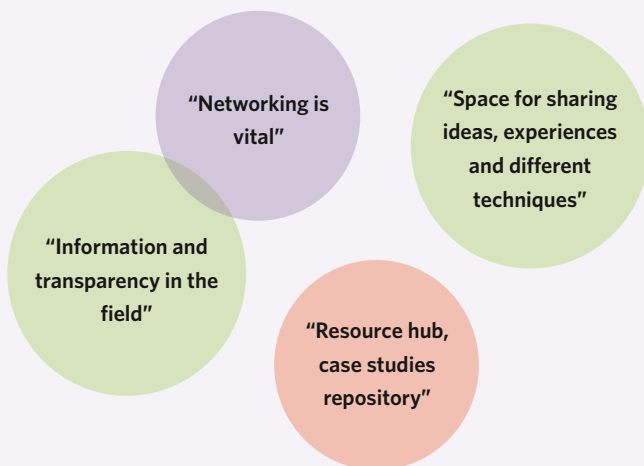 “Networking is
vital”
“Space for sharing
ideas, experiences
and different
techniques”
“Information and
transparency in the
field”
“Resource hub,
case studies
repository”